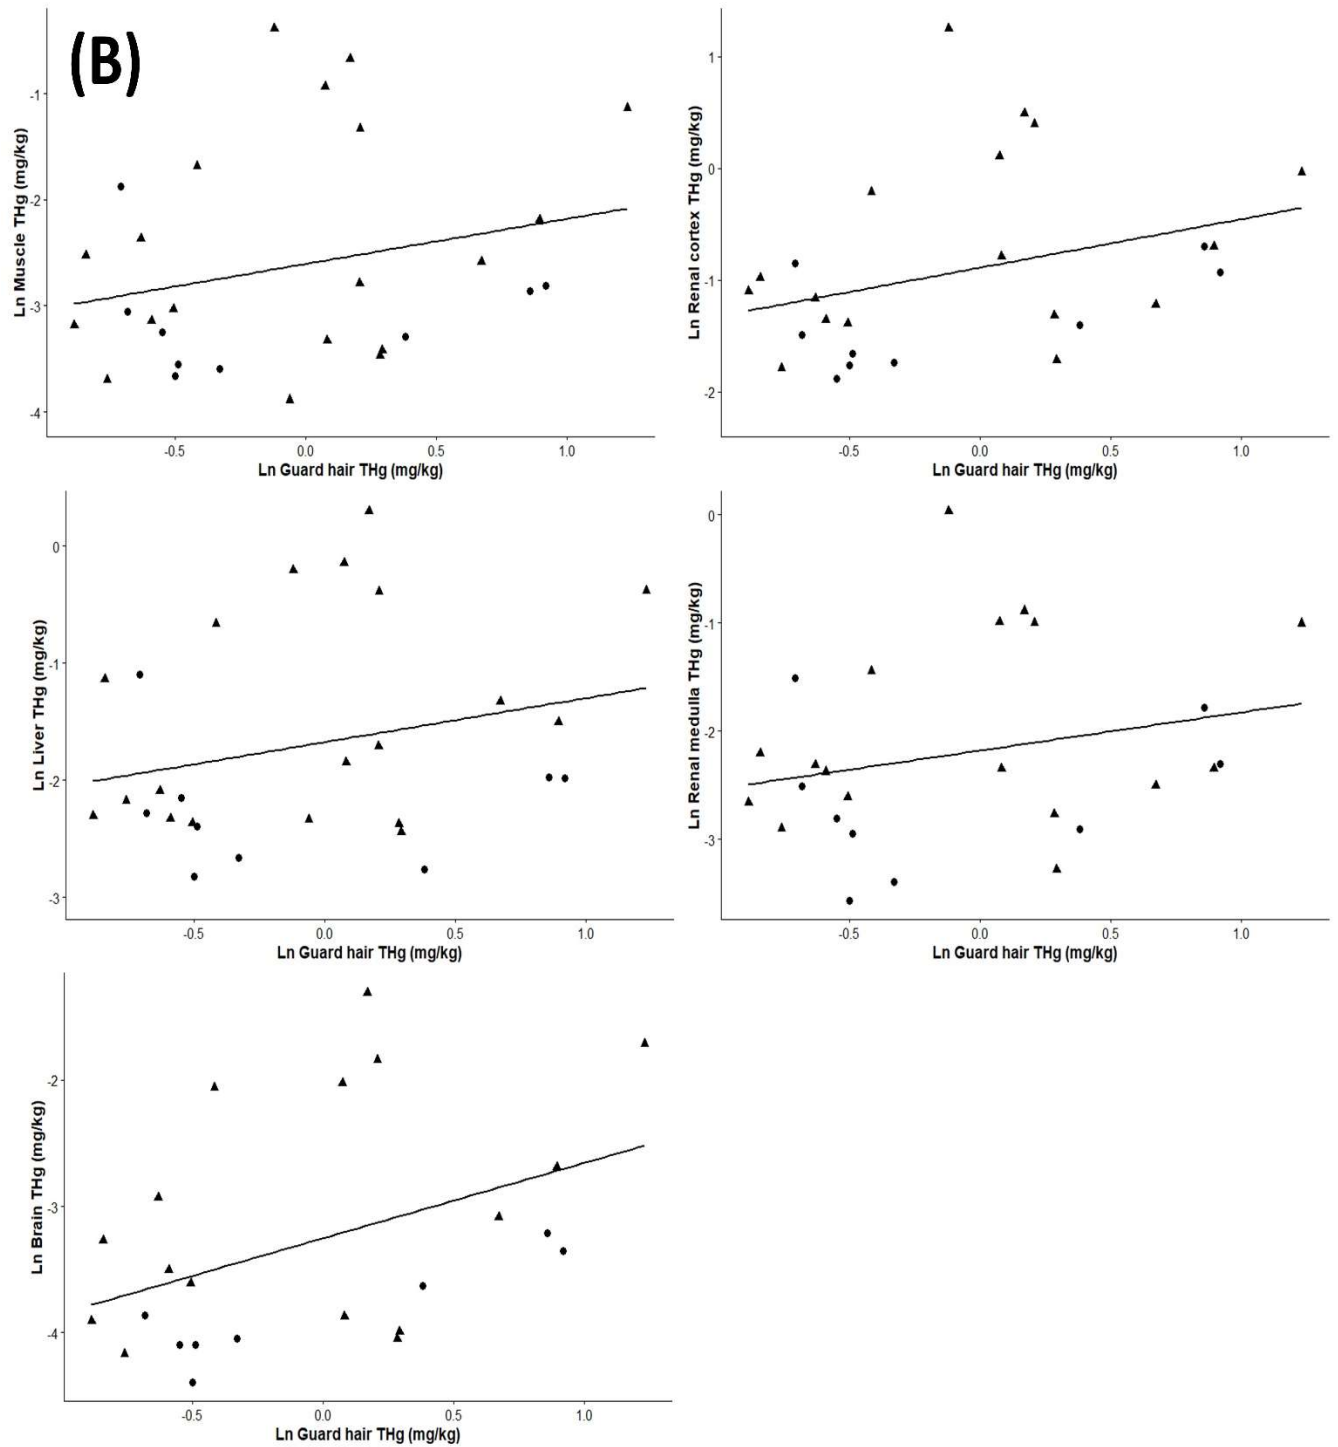 (B)
Ln Muscle THg (mg/kg)
-1
-2
-3
-4
-0.5 0.0 0.5 1.0
Ln Guard hair THg (mg/kg)
Ln Renal cortex THg (mg/kg)
1
0
-1
-2
-0.5 0.0 0.5 1.0
Ln Guard hair THg (mg/kg)
Ln Liver THg (mg/kg)
0
-1
-2
-3
-0.5 0.0 0.5 1.0
Ln Guard hair THg (mg/kg)
Ln Renal medulla THg (mg/kg)
0
-1
-2
-3
-0.5 0.0 0.5 1.0
Ln Guard hair THg (mg/kg)
Ln Brain THg (mg/kg)
-2
-3
-4
-0.5 0.0 0.5 1.0
Ln Guard hair THg (mg/kg)